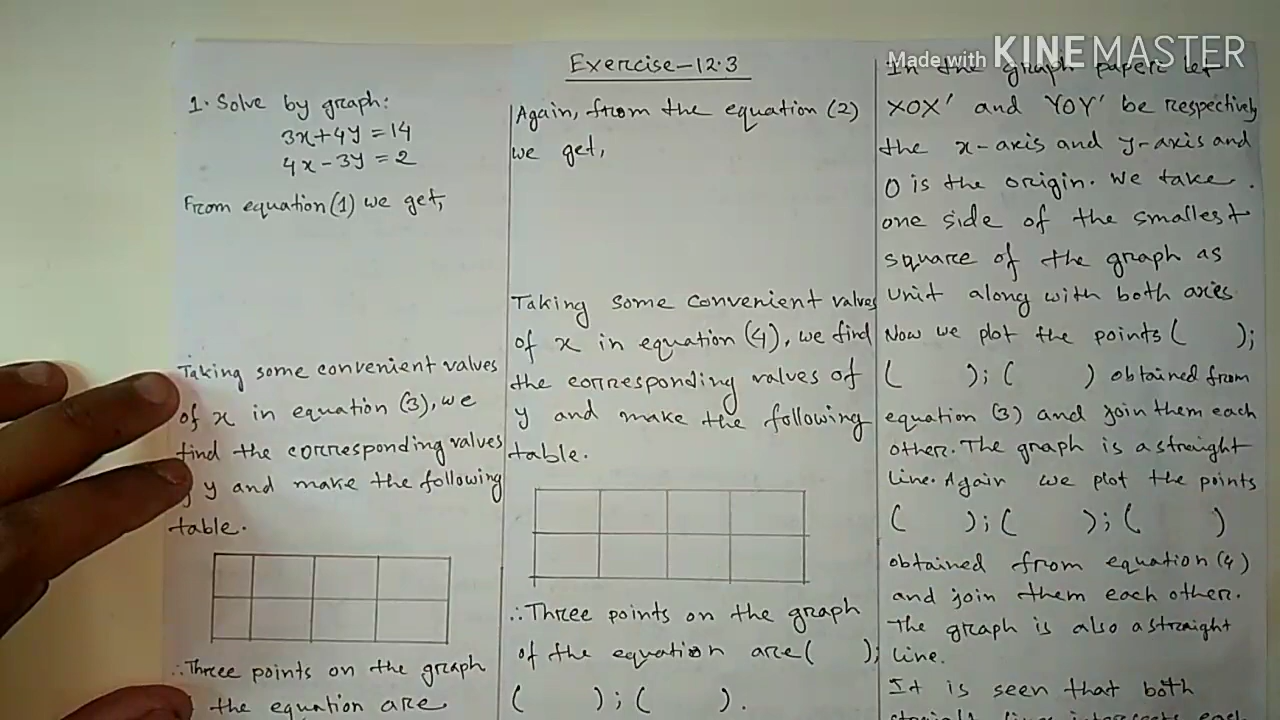 Made with KINEMASTER
Exercise-12.3
1. Solve by graph:
3x+4y=14
4x-3y=2
From equation (1) we get,
Taking some convenient values
of x in equation (3), we
find the corresponding values
y and make the following
table.
∴Three points on the graph
the equation are
Again, from the equation (2)
we get,
Taking some convenient values
of x in equation (4), we find
the corresponding values of
y and make the following
table.
∴Three points on the graph
of the equation are ( );
( ); ( ).
In the graph paper let
XOX' and YOY' be respectively
the x-axis and y-axis and
O is the origin. We take
one side of the smallest
square of the graph as
unit along with both axies
Now we plot the points ( );
( ); ( ) obtained from
equation (3) and join them each
other. The graph is a straight
line. Again we plot the points
( ); ( ); ( )
obtained from equation (4)
and join them each other.
The graph is also a straight
line.
It is seen that both